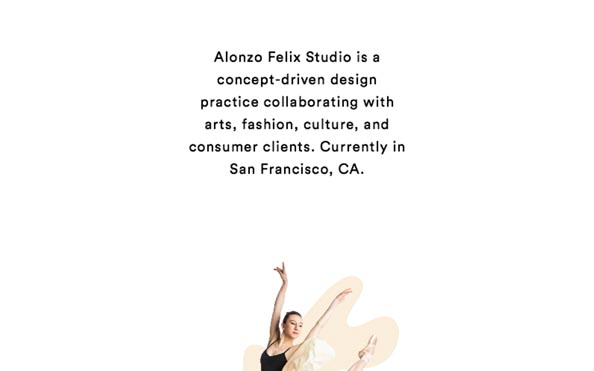 Alonzo Felix Studio is a
concept-driven design
practice collaborating with
arts, fashion, culture, and
consumer clients. Currently in
San Francisco, CA.